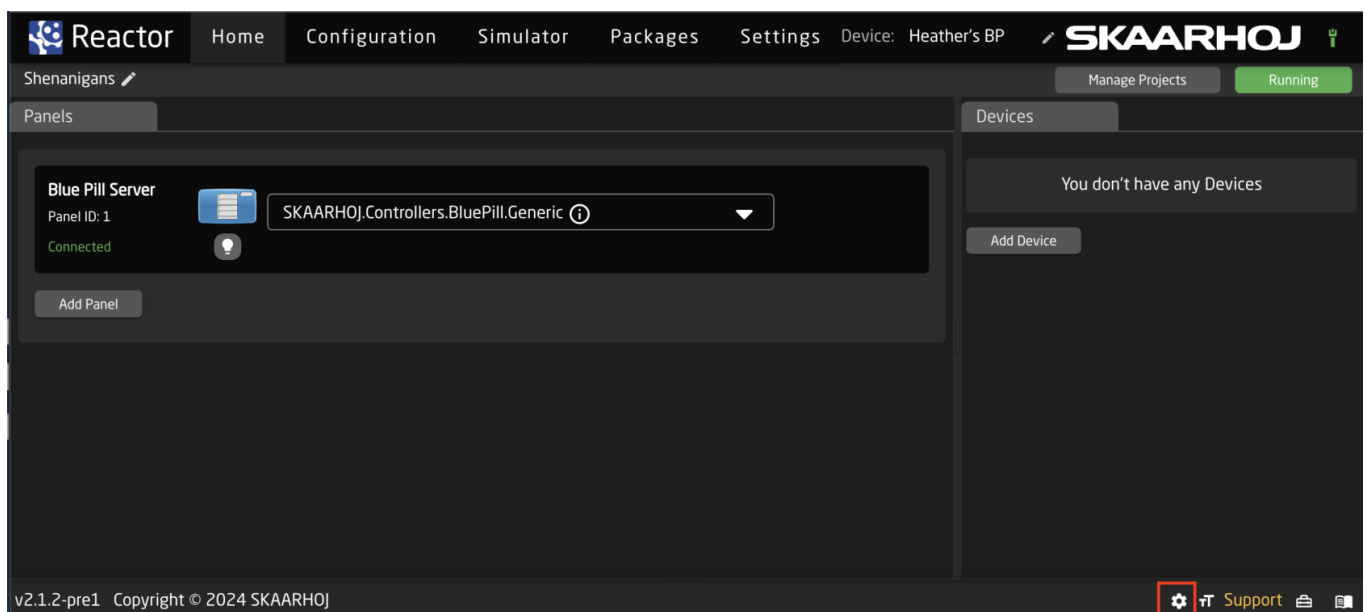 Reactor Home Configuration Simulator Packages Settings Device: Heather's BP SKAARHOJ
Shenanigans Manage Projects Running
Panels
Devices
Blue Pill Server
Panel ID: 1
Connected
SKAARHOJ.Controllers.BluePill.Generic
Add Panel
You don't have any Devices
Add Device
v2.1.2-pre1 Copyright © 2024 SKAARHOJ
TT Support